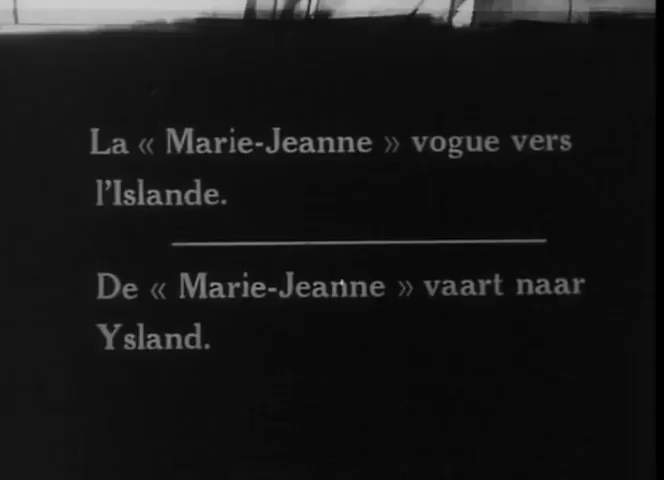 La « Marie-Jeanne » vogue vers
l'Islande.
De « Marie-Jeanne » vaart naar
Ysland.